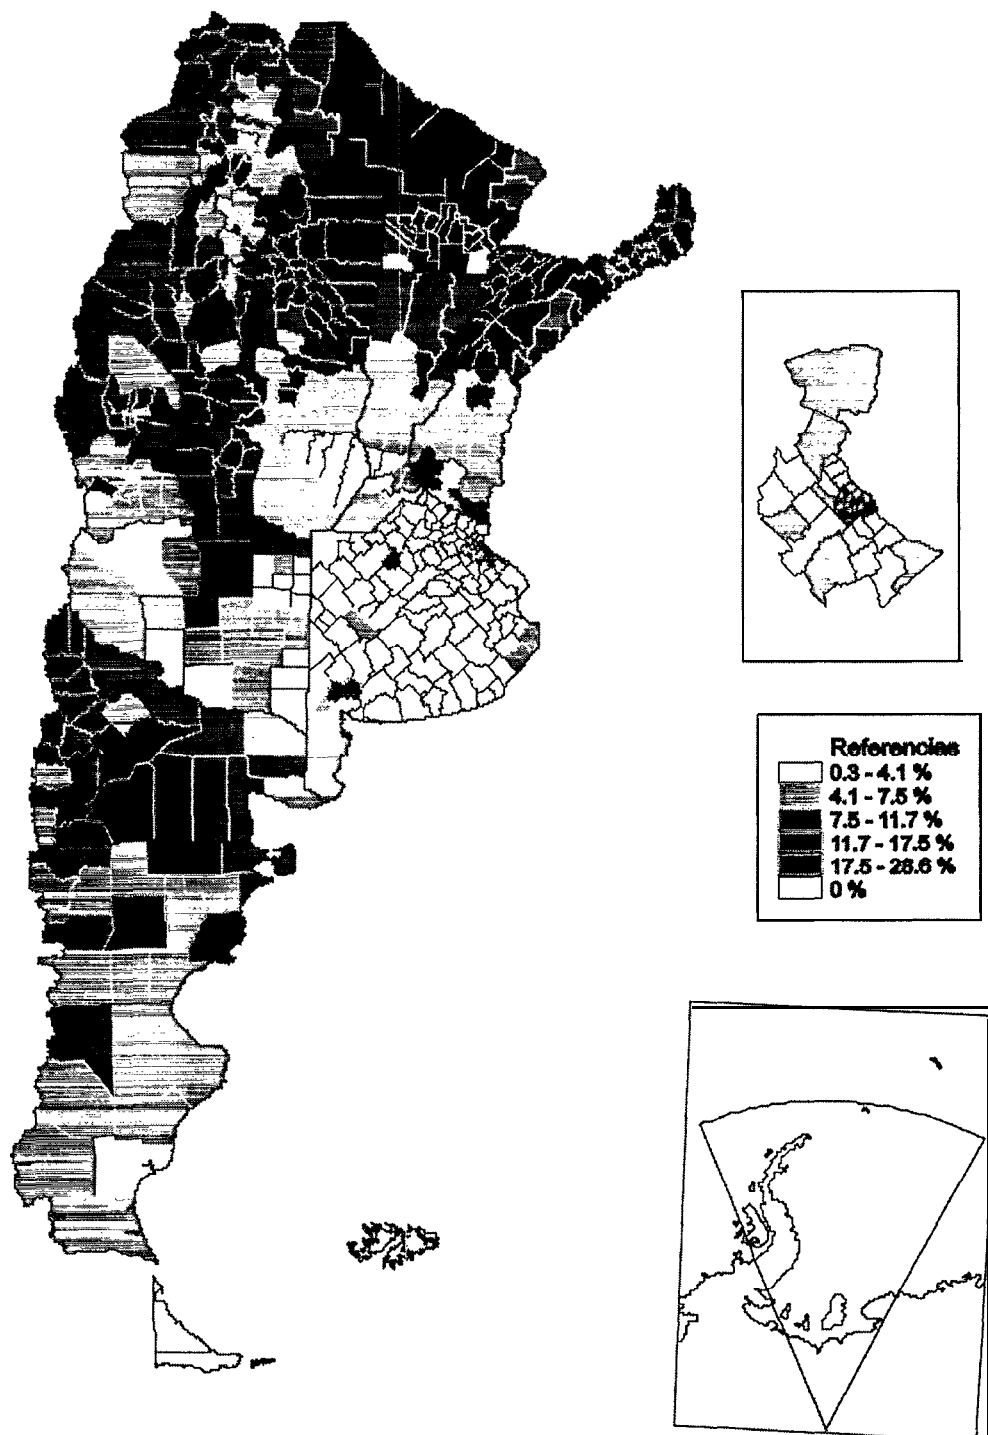 Referencias
0.3 - 4.1 %
4.1 - 7.5 %
7.5 - 11.7 %
11.7 - 17.5 %
17.5 - 28.6 %
0 %